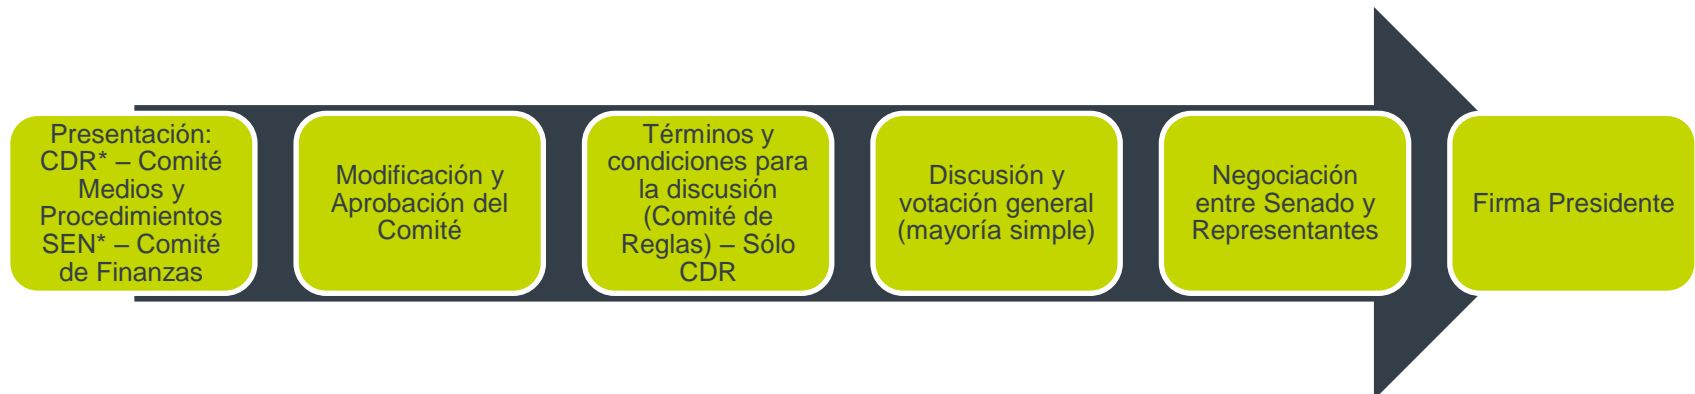 Presentación:
CDR* – Comité
Medios y
Procedimientos
SEN* – Comité
de Finanzas
Modificación y
Aprobación del
Comité
Términos y
condiciones para
la discusión
(Comité de
Reglas) – Sólo
CDR
Discusión y
votación general
(mayoría simple)
Negociación
entre Senado y
Representantes
Firma Presidente